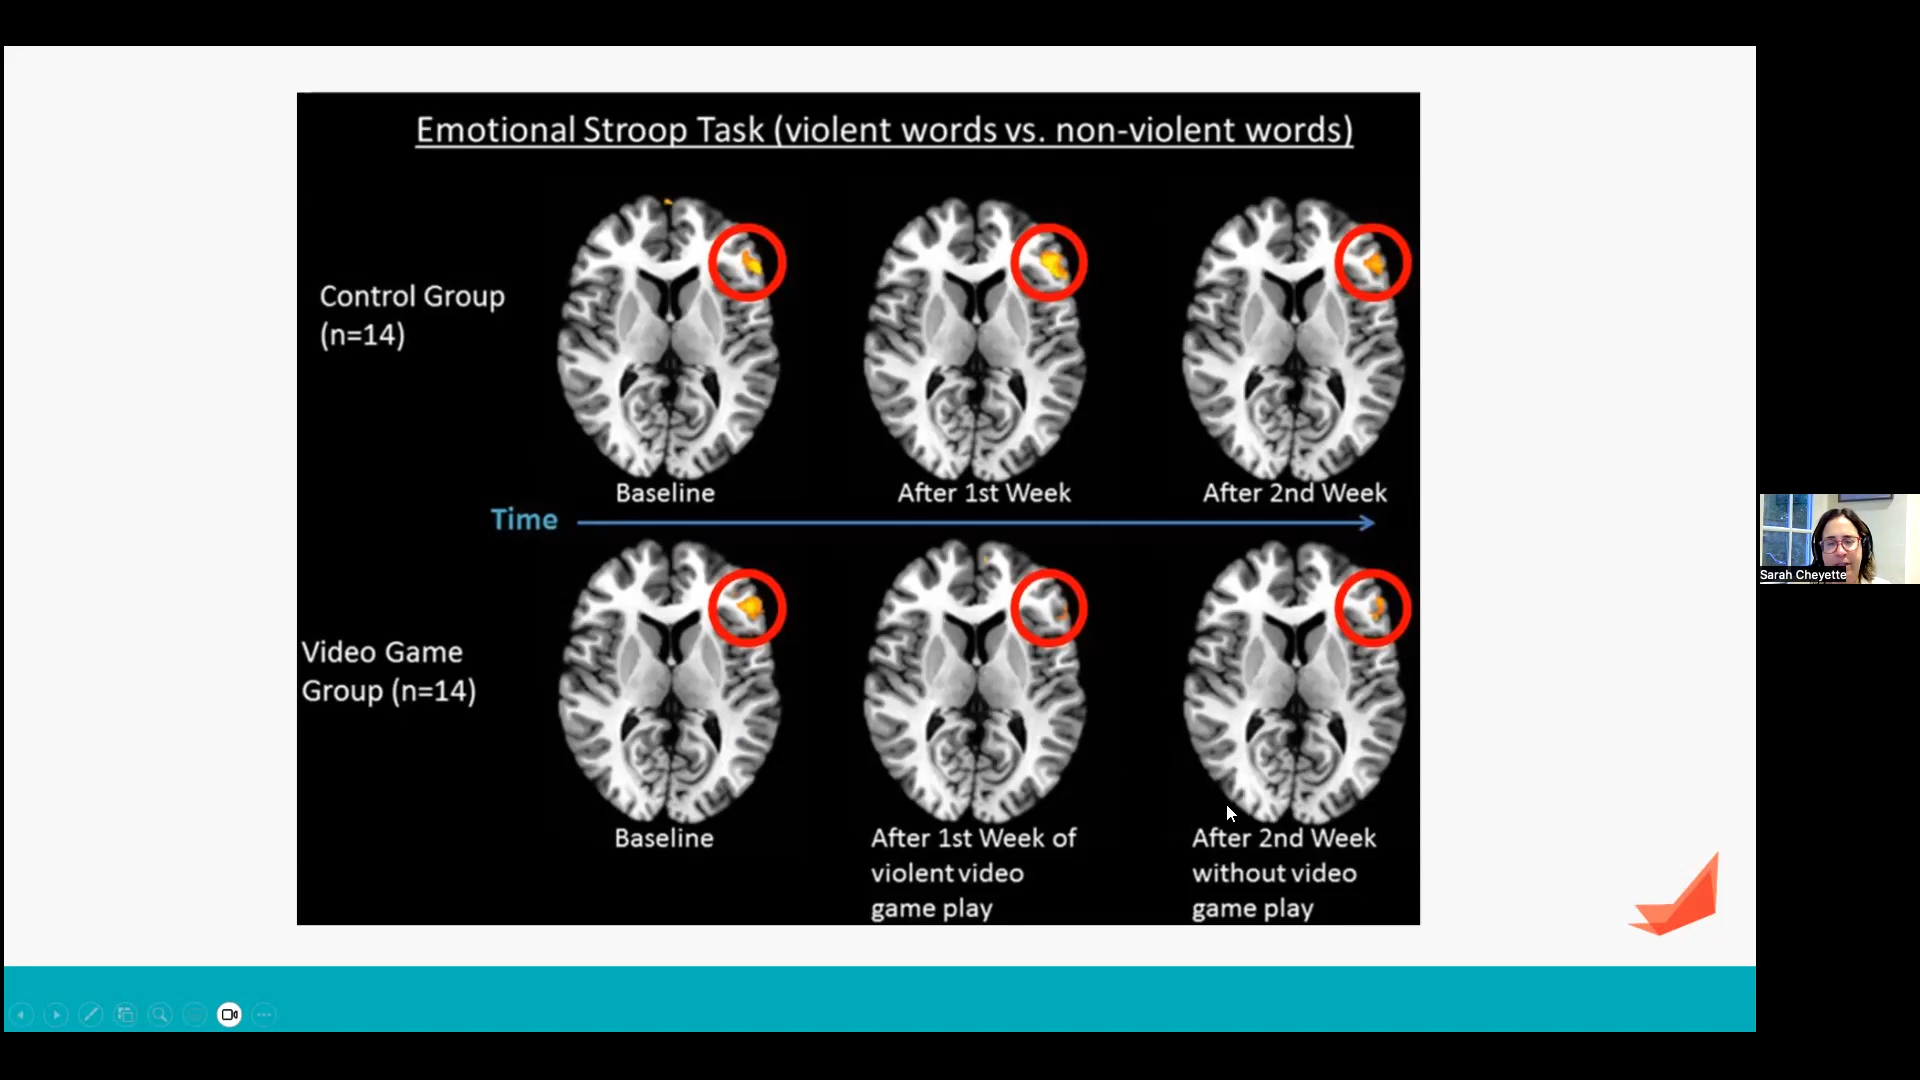 Emotional Stroop Task (violent words vs. non-violent words)
Control Group
(n=14)
Baseline
After 1st Week
After 2nd Week
Time
Video Game
Group (n=14)
Baseline
After 1st Week of
violent video
game play
After 2nd Week
without video
game play
Sarah Cheyette